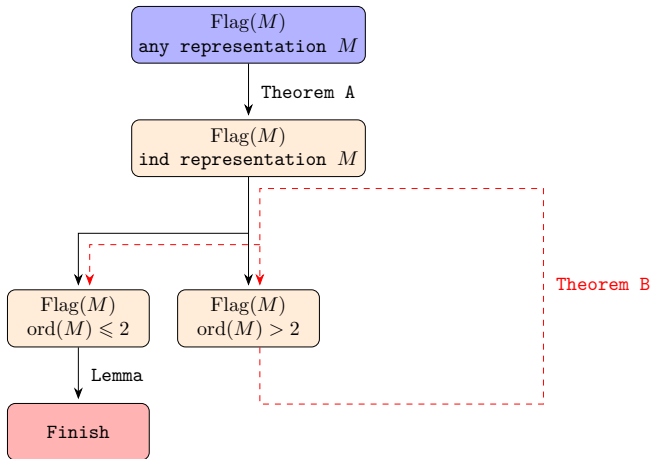 Flag(M)
any representation M
Theorem A
Flag(M)
ind representation M
Theorem B
Flag(M)
ord(M) ⩽ 2
Flag(M)
ord(M) > 2
Lemma
Finish